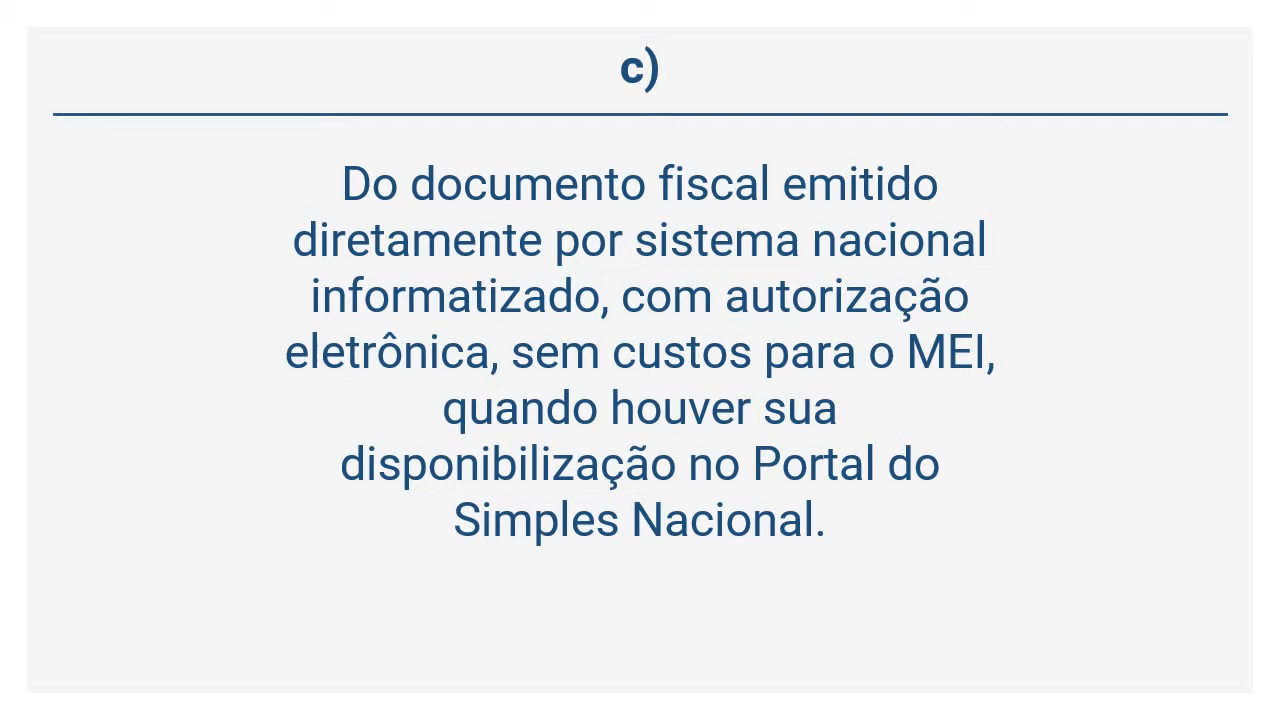 c)
Do documento fiscal emitido
diretamente por sistema nacional
informatizado, com autorização
eletrônica, sem custos para o MEI,
quando houver sua
disponibilização no Portal do
Simples Nacional.